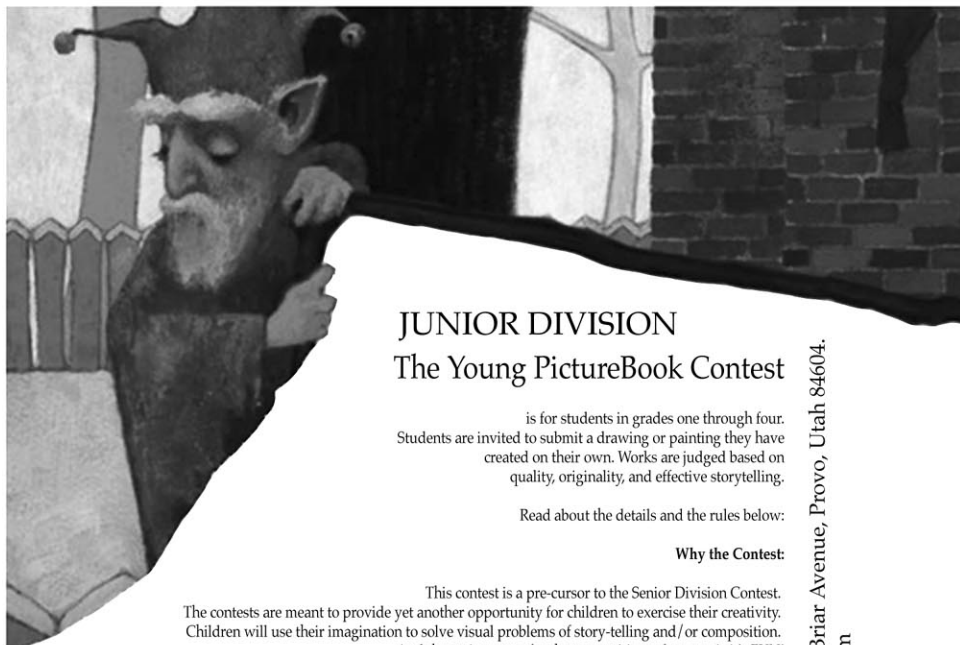 JUNIOR DIVISION
The Young PictureBook Contest
is for students in grades one through four.
Students are invited to submit a drawing or painting they have
created on their own. Works are judged based on
quality, originality, and effective storytelling.
Read about the details and the rules below:
Why the Contest:
This contest is a pre-cursor to the Senior Division Contest.
The contests are meant to provide yet another opportunity for children to exercise their creativity.
Children will use their imagination to solve visual problems of story-telling and/or composition.
Briar Avenue, Provo, Utah 84604.
m